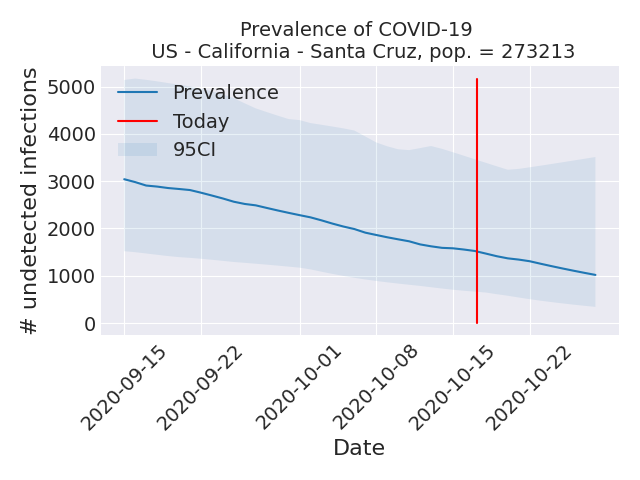 Prevalence of COVID-19
US - California - Santa Cruz, pop. = 273213
# undetected infections
5000
4000
3000
2000
1000
0
Prevalence
Today
95CI
2020-09-15
2020-09-22
2020-10-01
2020-10-08
2020-10-15
2020-10-22
Date